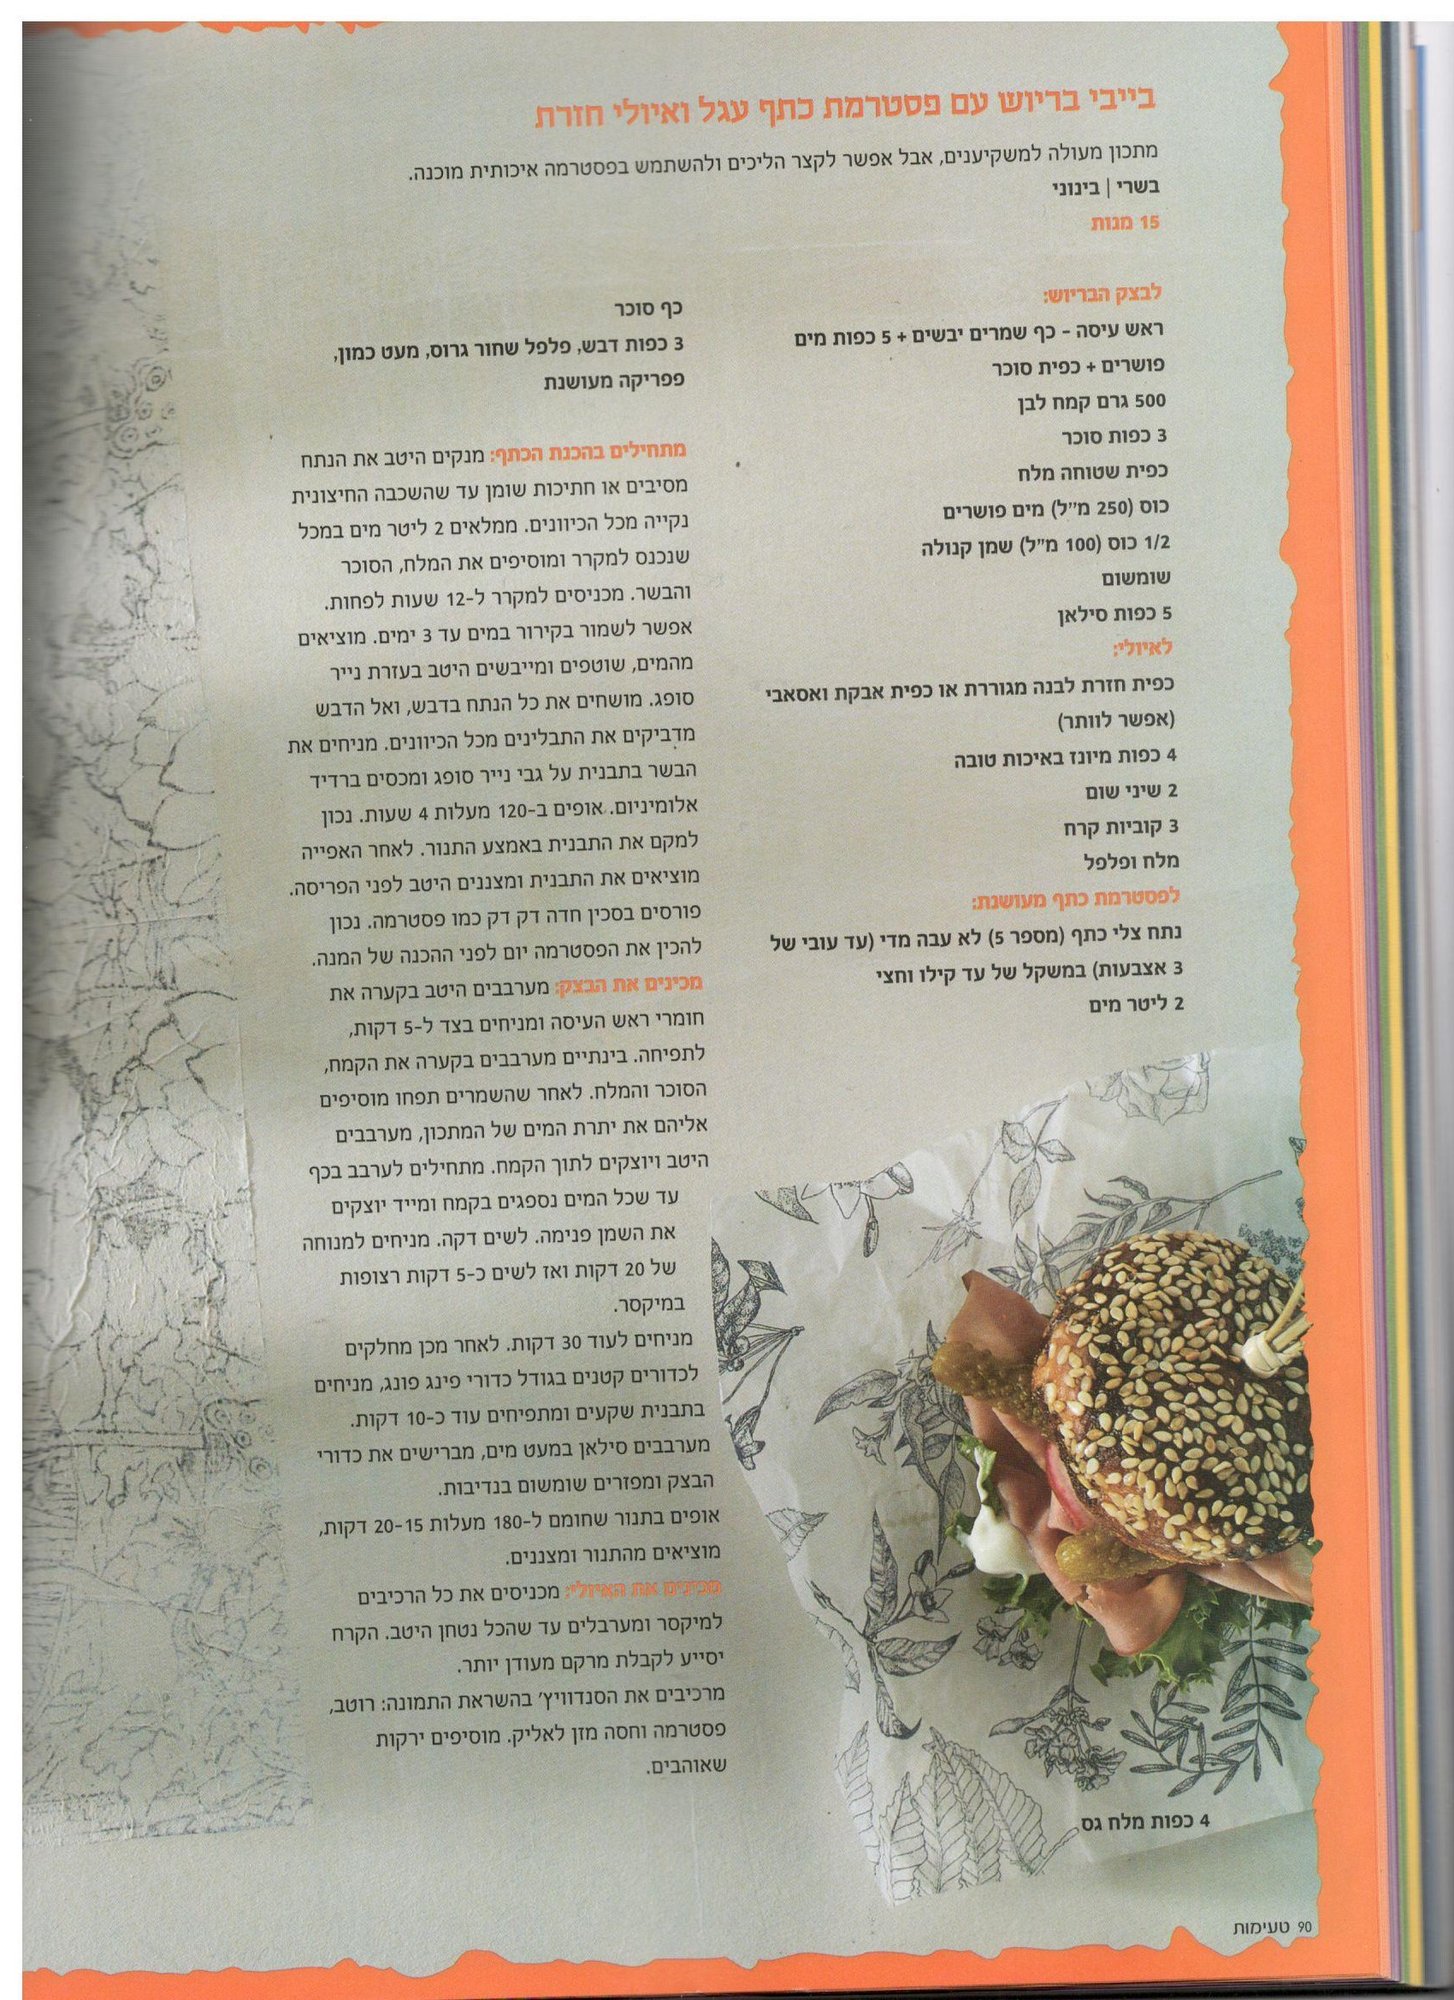 בייבי בריוש עם פסטרמת כתף עגל ואיולי חזרת
מתכון מעולה למשקיענים, אבל אפשר לקצר הליכים ולהשתמש בפסטרמה איכותית מוכנה.
בשרי | בינוני
15 מנות
לבצק הבריוש:
ראש עיסה – כף שמרים יבשים + 5 כפות מים
פושרים + כפית סוכר
500 גרם קמח לבן
3 כפות סוכר
כפית שטוחה מלח
כוס (250 מ״ל) מים פושרים
1/2 כוס (100 מ״ל) שמן קנולה
שומשום
5 כפות סילאן
לאיולי:
כפית חזרת לבנה מגוררת או כפית אבקת וואסאבי
(אפשר לוותר)
4 כפות מיונז באיכות טובה
2 שיני שום
3 קוביות קרח
מלח ופלפל
לפסטרמת כתף מעושנת:
נתח צלי כתף (מספר 5) לא עבה מדי (עד עובי של
3 אצבעות) במשקל של עד קילו וחצי
2 ליטר מים
4 כפות מלח גס
כף סוכר
3 כפות דבש, פלפל שחור גרוס, מעט כמון,
פפריקה מעושנת
מתחילים בהכנת הכתף: מנקים היטב את הנתח
מסיבים או חתיכות שומן עד שהשכבה החיצונית
נקייה מכל הכיוונים. ממלאים 2 ליטר מים במכל
שנכנס למקרר ומוסיפים את המלח, הסוכר
והבשר. מכניסים למקרר ל-12 שעות לפחות.
אפשר לשמור בקירור במים עד 3 ימים. מוציאים
מהמים, שוטפים ומייבשים היטב בעזרת נייר
סופג. מושחים את כל הנתח בדבש, ואל הדבש
מדביקים את התבלינים מכל הכיוונים. מניחים את
הבשר בתבנית על גבי נייר סופג ומכסים ברדיד
אלומיניום. אופים ב-120 מעלות 4 שעות. נכון
למקם את התבנית באמצע התנור. לאחר האפייה
מוציאים את התבנית ומצננים היטב לפני הפריסה.
פורסים בסכין חדה דק דק כמו פסטרמה. נכון
להכין את הפסטרמה יום לפני ההכנה של המנה.
מכינים את הבצק: מערבבים היטב בקערה את
חומרי ראש העיסה ומניחים בצד ל-5 דקות,
לתפיחה. בינתיים מערבבים בקערה את הקמח,
הסוכר והמלח. לאחר שהשמרים תפחו מוסיפים
אליהם את יתרת המים של המתכון, מערבבים
היטב ויוצקים לתוך הקמח. מתחילים לערבב בכף
עד שכל המים נספגים בקמח ומייד יוצקים
את השמן פנימה. לשים דקה. מניחים למנוחה
של 20 דקות ואז לשים כ-5 דקות רצופות
במיקסר.
מניחים לעוד 30 דקות. לאחר מכן מחלקים
לכדורים קטנים בגודל כדורי פינג פונג, מניחים
בתבנית שקעים ומתפיחים עוד כ-10 דקות.
מערבבים סילאן במעט מים, מברישים את כדורי
הבצק ומפזרים שומשום בנדיבות.
אופים בתנור שחומם ל-180 מעלות 20-15 דקות,
מוציאים מהתנור ומצננים.
מכינים את האיולי: מכניסים את כל הרכיבים
למיקסר ומערבלים עד שהכל נטחן היטב. הקרח
יסייע לקבלת מרקם מעודן יותר.
מרכיבים את הסנדוויץ׳ בהשראת התמונה: רוטב,
פסטרמה וחסה מזן לאליק. מוסיפים ירקות
שאוהבים.
90 טעימות